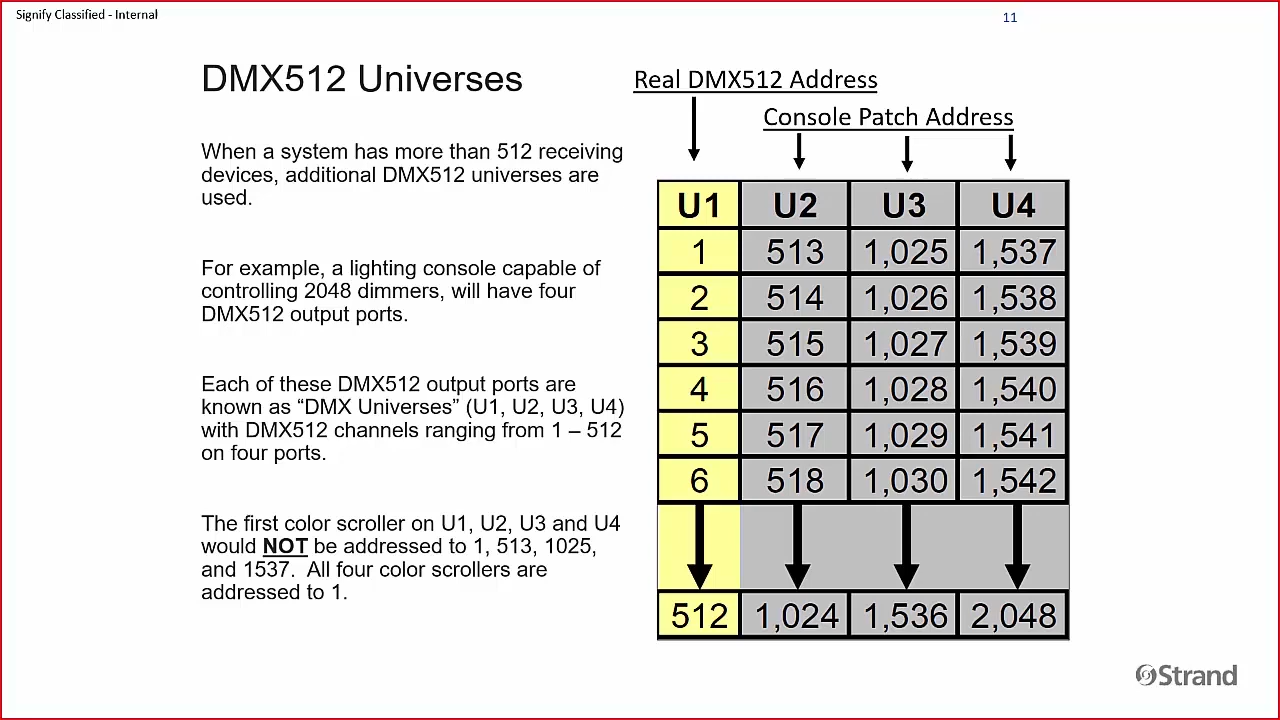 Signify Classified - Internal
11
DMX512 Universes
When a system has more than 512 receiving
devices, additional DMX512 universes are
used.
For example, a lighting console capable of
controlling 2048 dimmers, will have four
DMX512 output ports.
Each of these DMX512 output ports are
known as “DMX Universes” (U1, U2, U3, U4)
with DMX512 channels ranging from 1 – 512
on four ports.
The first color scroller on U1, U2, U3 and U4
would NOT be addressed to 1, 513, 1025,
and 1537. All four color scrollers are
addressed to 1.
Real DMX512 Address
Console Patch Address
U1 U2 U3 U4
1 513 1,025 1,537
2 514 1,026 1,538
3 515 1,027 1,539
4 516 1,028 1,540
5 517 1,029 1,541
6 518 1,030 1,542
512 1,024 1,536 2,048
Strand